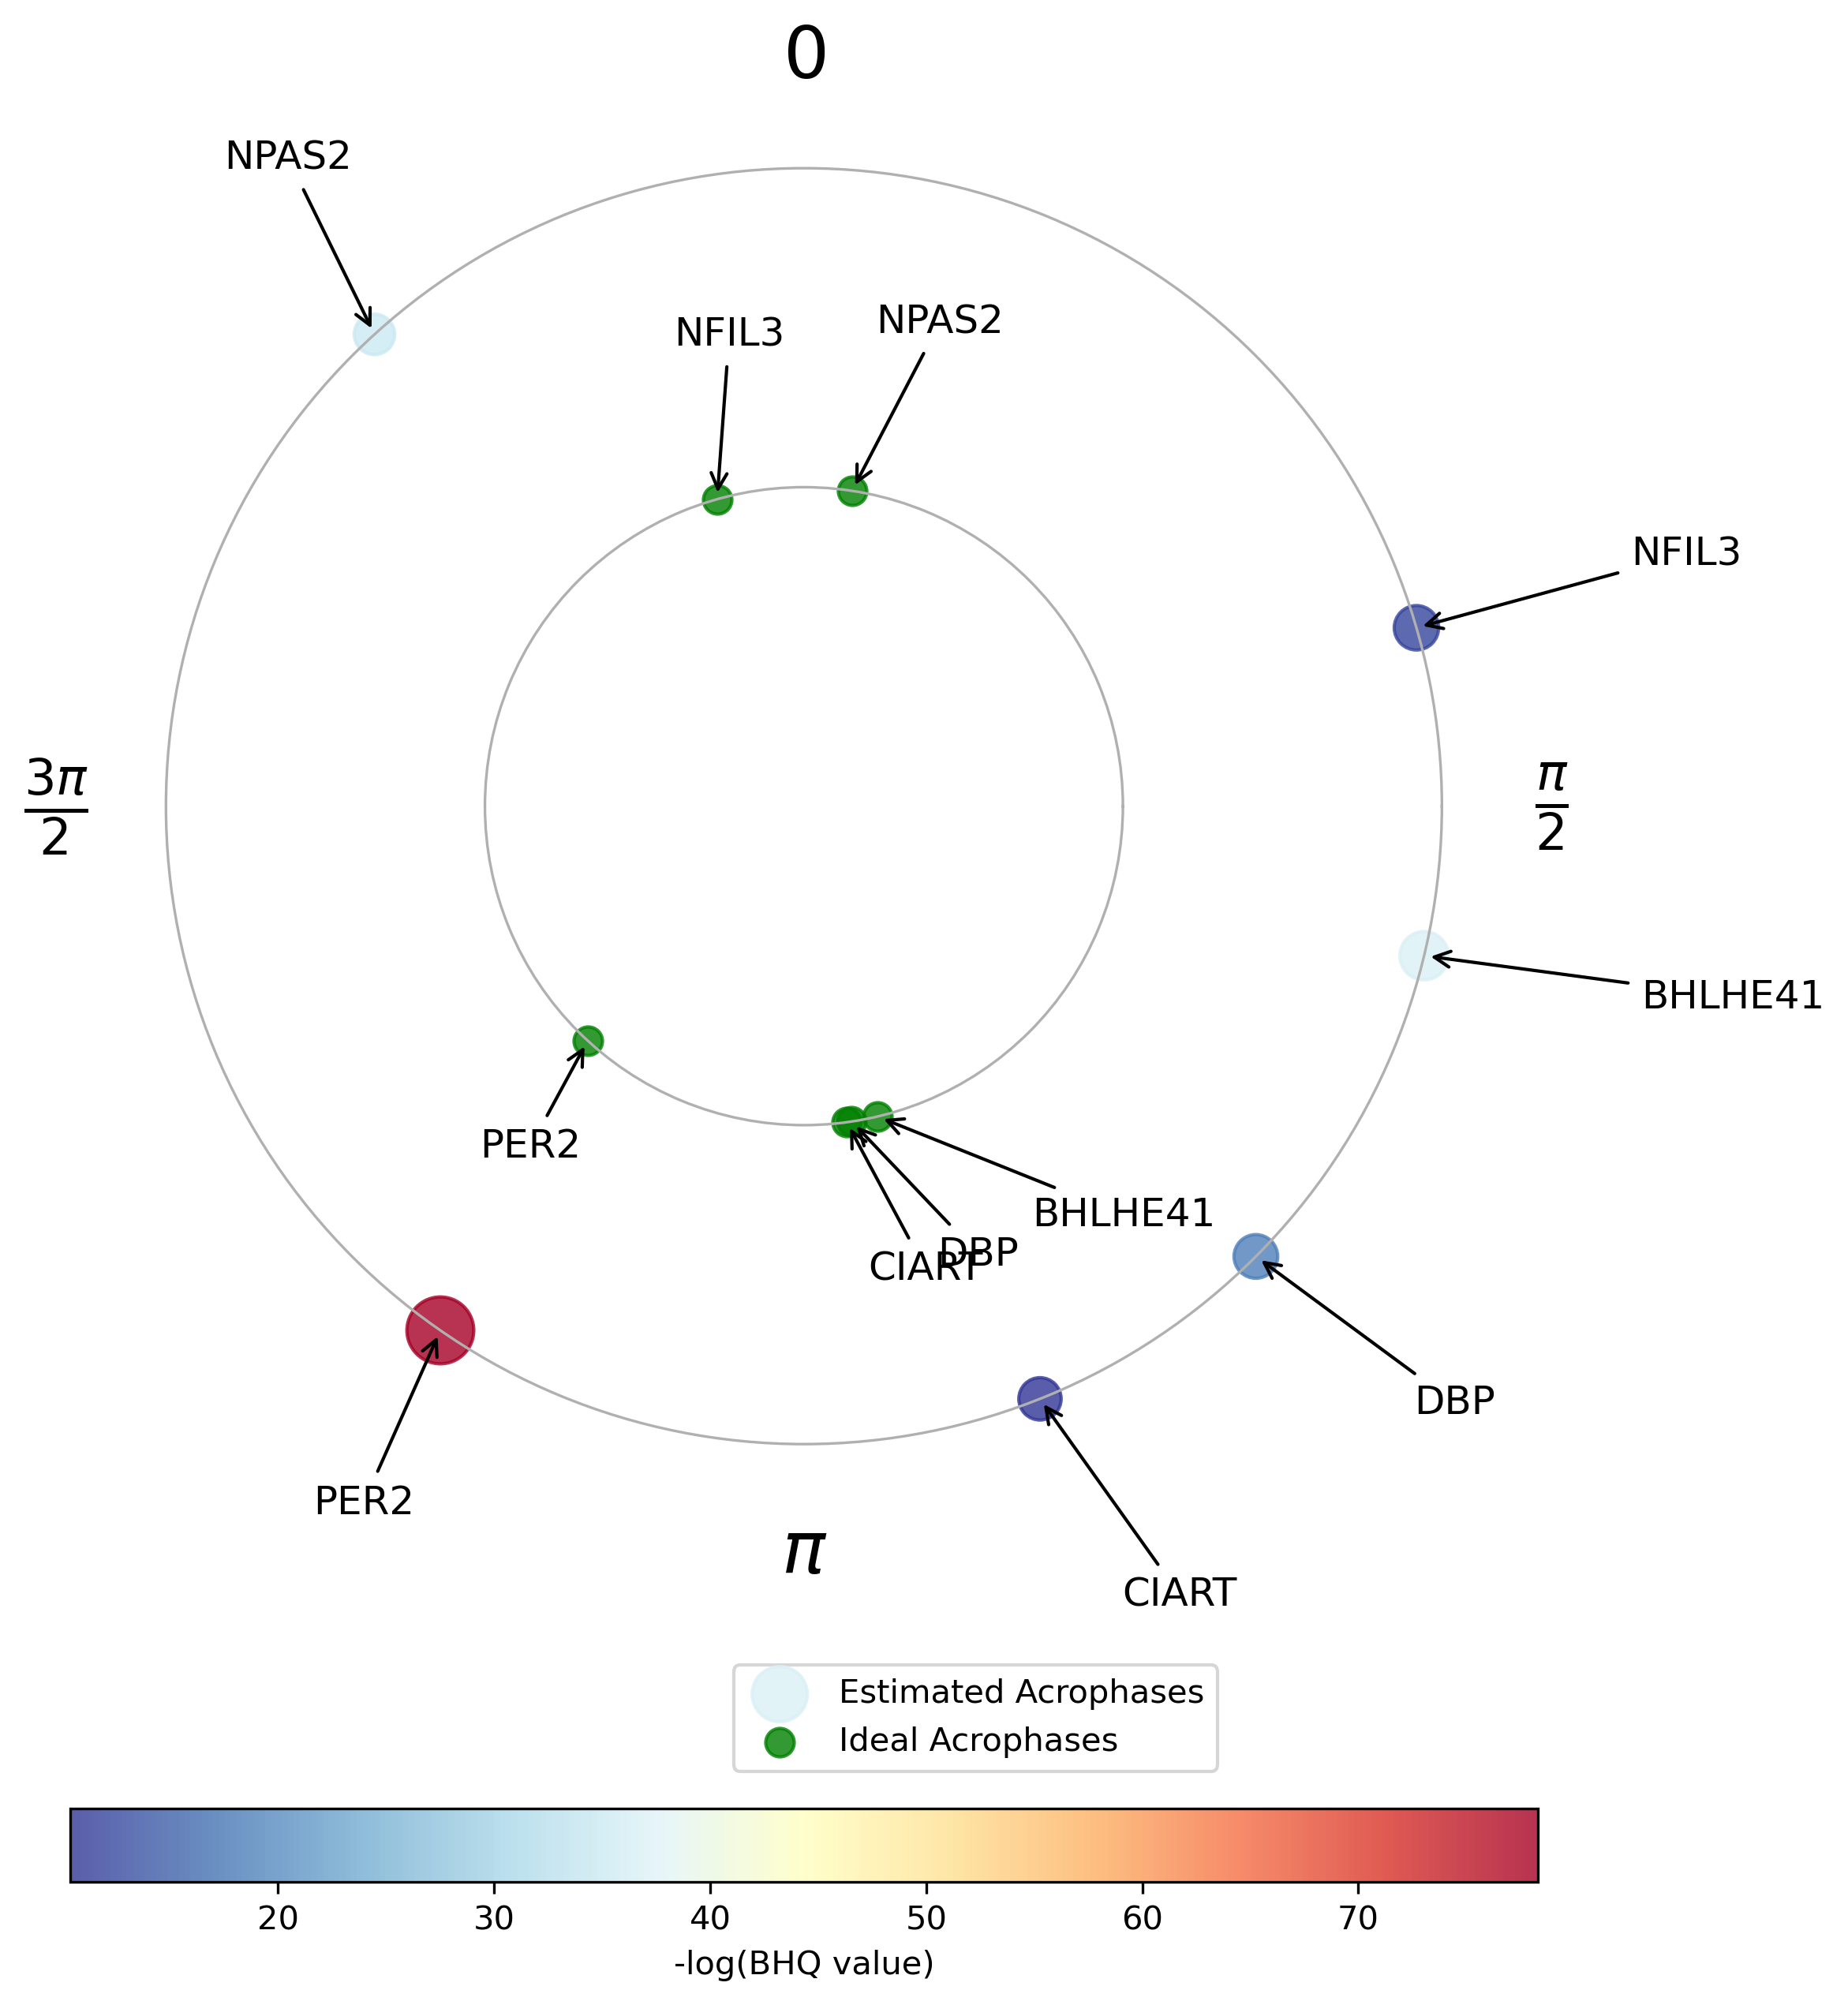 0
NPAS2
NFIL3
NPAS2
NFIL3
3π
2
π
2
BHLHE41
PER2
BHLHE41
DBP
CIART
DBP
PER2
π
CIART
Estimated Acrophases
Ideal Acrophases
20 30 40 50 60 70
-log(BHQ value)